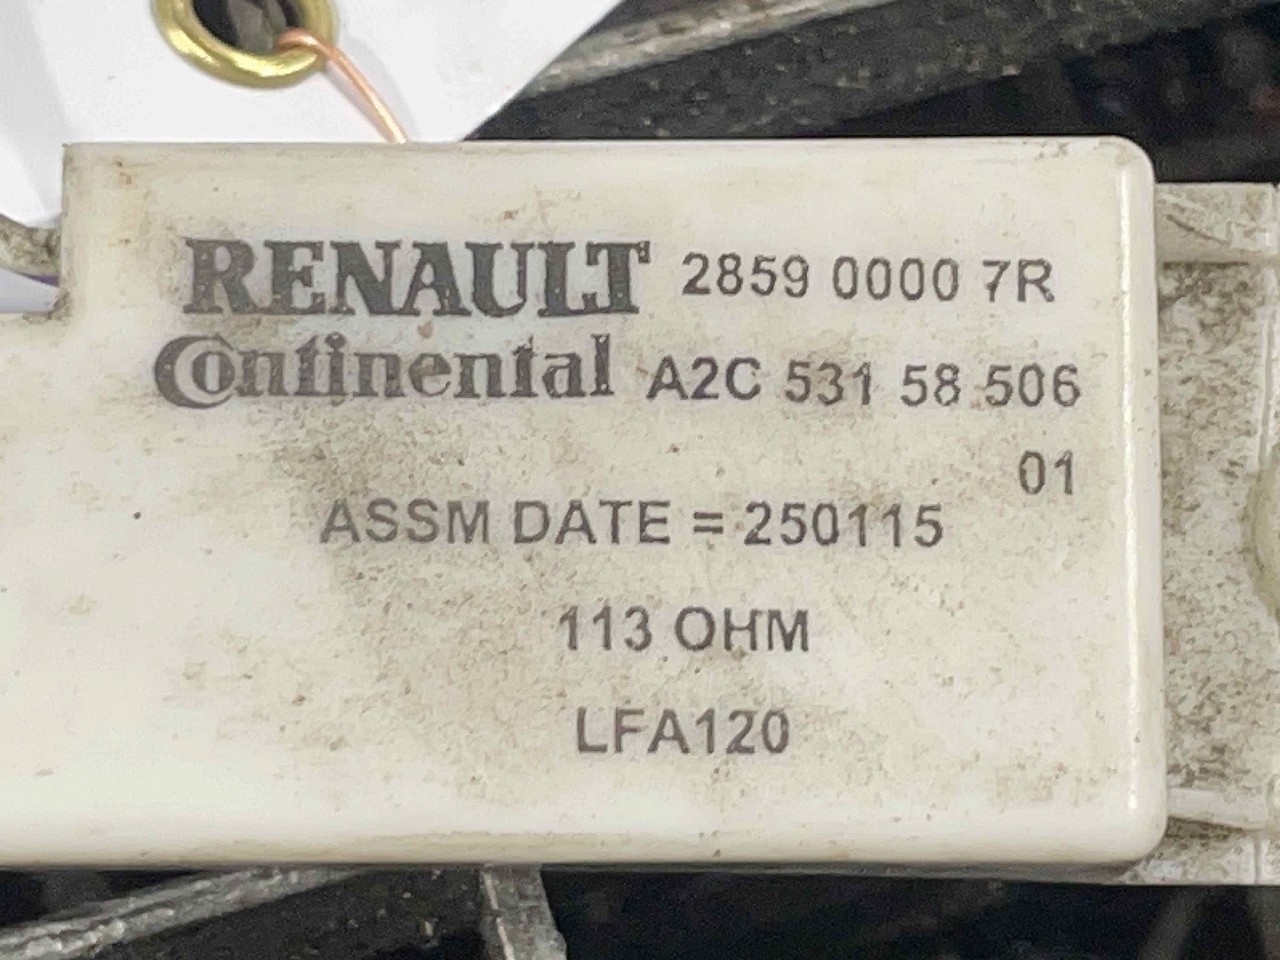 RENAULT 2859 0000 7R
Continental A2C 531 58 506
01
ASSM DATE = 250115
113 OHM
LFA120